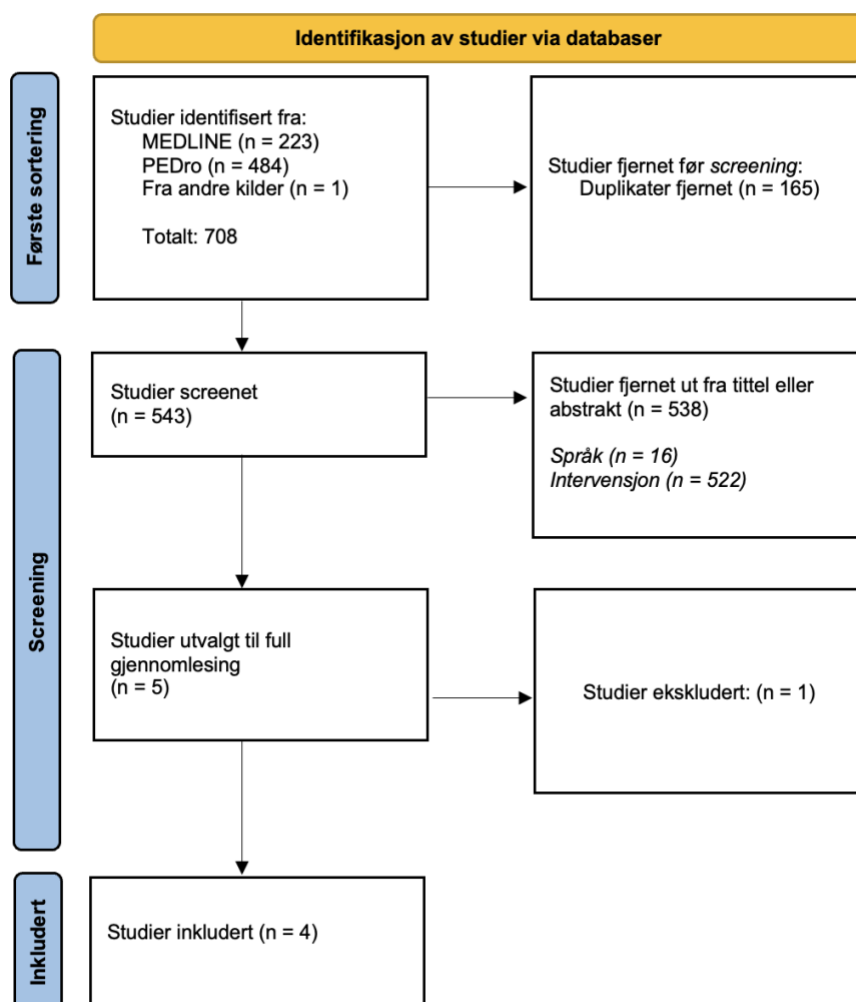 Identifikasjon av studier via databaser
Første sortering
Studier identifisert fra:
MEDLINE (n = 223)
PEDro (n = 484)
Fra andre kilder (n = 1)
Totalt: 708
Studier fjernet før screening:
Duplikater fjernet (n = 165)
Screening
Studier screenet
(n = 543)
Studier fjernet ut fra tittel eller
abstrakt (n = 538)
Språk (n = 16)
Intervensjon (n = 522)
Studier utvalgt til full
gjennomlesing
(n = 5)
Studier ekskludert: (n = 1)
Inkludert
Studier inkludert (n = 4)